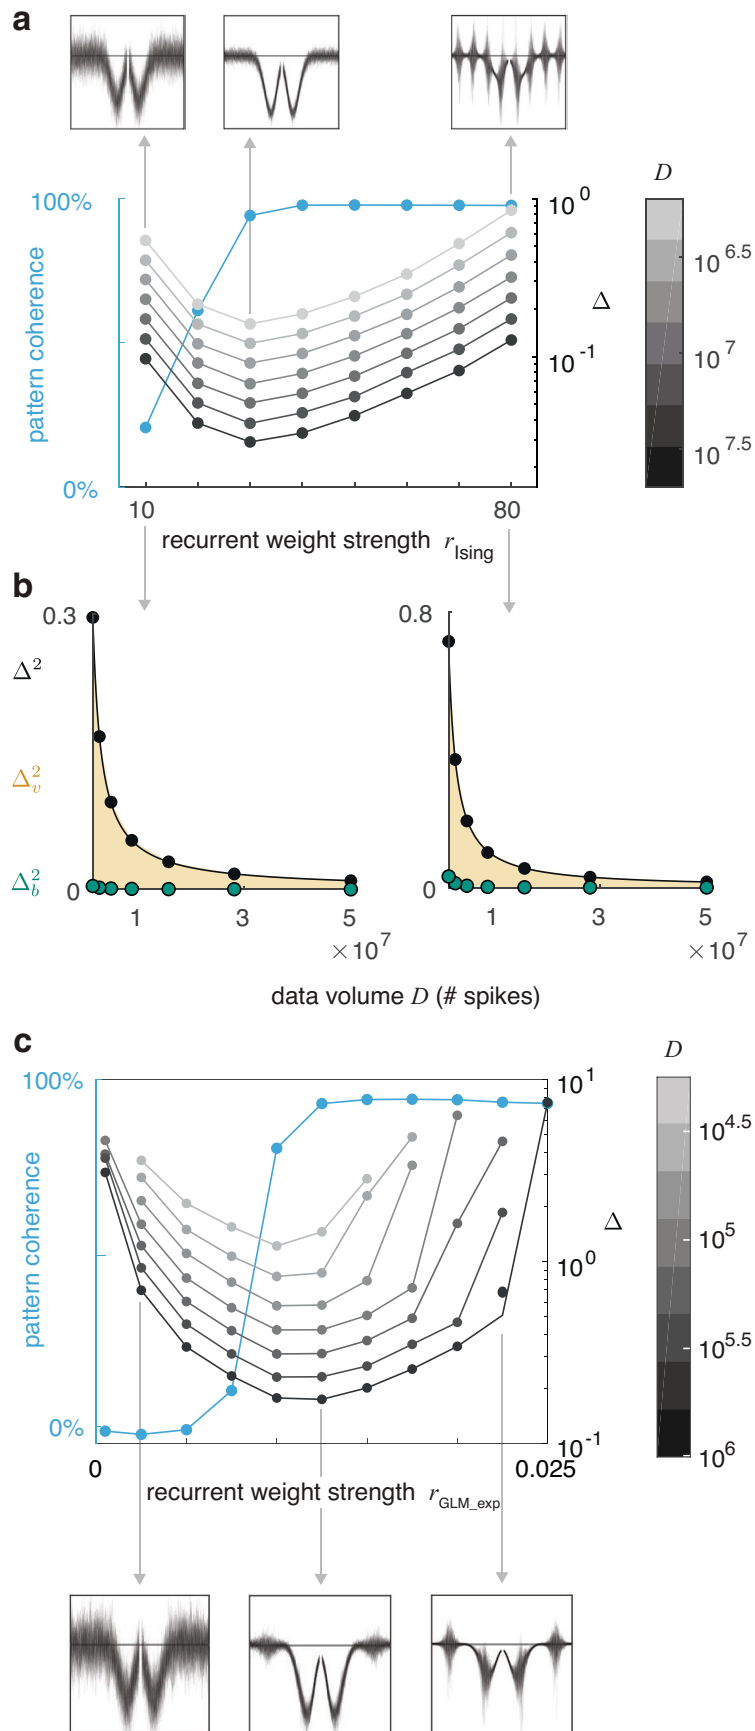 a
D
100%
10^0
10^6.5
pattern coherence
Δ
10^7
10^-1
10^7.5
0%
10
80
recurrent weight strength r_Ising
b
0.3
0.8
Δ^2
Δ_v^2
Δ_b^2
0
0
1
3
5
1
3
5
×10^7
×10^7
data volume D (# spikes)
c
D
100%
10^1
10^4.5
pattern coherence
Δ
10^5
10^0
10^5.5
0%
10^-1
10^6
0
0.025
recurrent weight strength r_GLM_exp